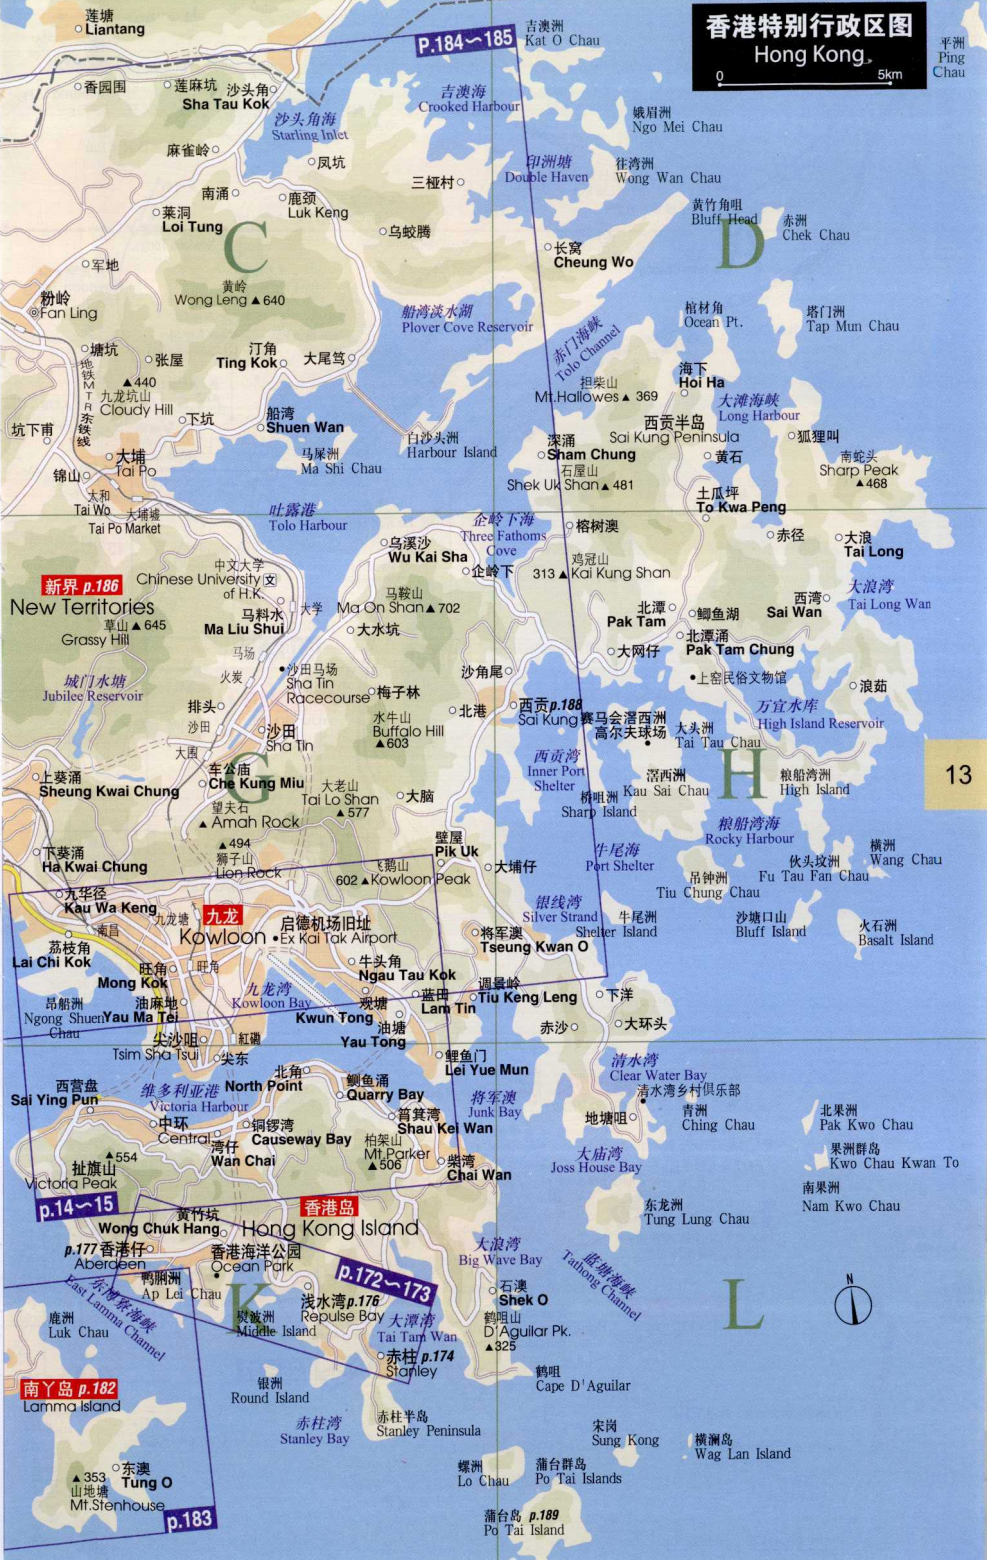 莲塘
Liantang
P.184~185
吉澳洲
Kat O Chau
香港特别行政区图
Hong Kong
0 5km
平洲
Ping
Chau
香园围
莲麻坑
沙头角
Sha Tau Kok
吉澳海
Crooked Harbour
沙头角海
Starling Inlet
娥眉洲
Ngo Mei Chau
麻雀岭
凤坑
印洲塘
Double Haven
往湾洲
Wong Wan Chau
三桠村
南涌
鹿颈
Luk Keng
莱洞
Loi Tung
黄竹角咀
Bluff Head
赤洲
Chek Chau
C
D
乌蛟腾
长窝
Cheung Wo
军地
黄岭
Wong Leng ▲640
粉岭
Fan Ling
船湾淡水湖
Plover Cove Reservoir
棺材角
Ocean Pt.
塔门洲
Tap Mun Chau
赤门海峡
Tolo Channel
塘坑
张屋
汀角
Ting Kok
大尾笃
地铁MTR东铁线
▲440
九龙坑山
Cloudy Hill
担柴山
Mt.Hallowes ▲369
海下
Hoi Ha
大滩海峡
Long Harbour
坑下甫
下坑
船湾
Shuen Wan
西贡半岛
Sai Kung Peninsula
狐狸叫
白沙头洲
Harbour Island
马屎洲
Ma Shi Chau
深涌
Sham Chung
黄石
南蛇头
Sharp Peak
▲468
大埔
Tai Po
锦山
石屋山
Shek Uk Shan ▲481
太和
Tai Wo
大埔墟
Tai Po Market
土瓜坪
To Kwa Peng
吐露港
Tolo Harbour
企岭下海
Three Fathoms
Cove
榕树澳
赤径
大浪
Tai Long
乌溪沙
Wu Kai Sha
企岭下
鸡冠山
313 ▲ Kai Kung Shan
中文大学
Chinese University 文
of H.K.
新界 p.186
New Territories
马鞍山
Ma On Shan ▲702
大浪湾
Tai Long Wan
西湾
Sai Wan
北潭
Pak Tam
鲫鱼湖
大学
马料水
Ma Liu Shui
草山 ▲645
Grassy Hill
大水坑
北潭涌
Pak Tam Chung
马场
大网仔
火炭
沙田马场
Sha Tin
Racecourse
沙角尾
上窑民俗文物馆
城门水塘
Jubilee Reservoir
梅子林
浪茹
排头
北港
西贡 p.188
Sai Kung
赛马会滘西洲
高尔夫球场
万宜水库
High Island Reservoir
沙田
沙田
Sha Tin
水牛山
Buffalo Hill
▲603
大头洲
Tai Tau Chau
大围
G
H
西贡湾
Inner Port
Shelter
上葵涌
Sheung Kwai Chung
车公庙
Che Kung Miu
滘西洲
Kau Sai Chau
粮船湾洲
High Island
13
大老山
Tai Lo Shan
▲577
大脑
桥咀洲
Sharp Island
望夫石
▲ Amah Rock
粮船湾海
Rocky Harbour
▲494
狮子山
Lion Rock
壁屋
Pik Uk
牛尾海
Port Shelter
横洲
Wang Chau
下葵涌
Ha Kwai Chung
飞鹅山
602 ▲ Kowloon Peak
大埔仔
吊钟洲
Tiu Chung Chau
伙头坟洲
Fu Tau Fan Chau
九华径
Kau Wa Keng
九龙塘
九龙
Kowloon
启德机场旧址
Ex Kai Tak Airport
银线湾
Silver Strand
牛尾洲
Shelter Island
沙塘口山
Bluff Island
火石洲
Basalt Island
南昌
将军澳
Tseung Kwan O
荔枝角
Lai Chi Kok
旺角
Mong Kok
旺角
牛头角
Ngau Tau Kok
调景岭
Tiu Keng Leng
九龙湾
Kowloon Bay
昂船洲
Ngong Shuen
Chau
油麻地
Yau Ma Tei
观塘
Kwun Tong
蓝田
Lam Tin
下洋
油塘
Yau Tong
赤沙
大环头
尖沙咀
Tsim Sha Tsui
紅磡
尖东
鲤鱼门
Lei Yue Mun
清水湾
Clear Water Bay
西营盘
Sai Ying Pun
维多利亚港
Victoria Harbour
北角
North Point
鲗鱼涌
Quarry Bay
清水湾乡村俱乐部
将军澳
Junk Bay
地塘咀
青洲
Ching Chau
北果洲
Pak Kwo Chau
中环
Central
铜锣湾
Causeway Bay
筲箕湾
Shau Kei Wan
湾仔
Wan Chai
柏架山
Mt.Parker
▲506
果洲群岛
Kwo Chau Kwan To
▲554
扯旗山
Victoria Peak
柴湾
Chai Wan
大庙湾
Joss House Bay
南果洲
Nam Kwo Chau
p.14~15
香港岛
Hong Kong Island
东龙洲
Tung Lung Chau
黄竹坑
Wong Chuk Hang
p.177 香港仔
Aberdeen
香港海洋公园
Ocean Park
大浪湾
Big Wave Bay
蓝塘海峡
Tathong Channel
p.172~173
鸭脷洲
Ap Lei Chau
东博寮海峡
East Lamma Channel
K
L
N
石澳
Shek O
浅水湾 p.176
Repulse Bay
鹿洲
Luk Chau
熨波洲
Middle Island
大潭湾
Tai Tam Wan
鹤咀山
D'Aguilar Pk.
▲325
赤柱 p.174
Stanley
鹤咀
Cape D'Aguilar
南丫岛 p.182
Lamma Island
银洲
Round Island
赤柱湾
Stanley Bay
赤柱半岛
Stanley Peninsula
宋岗
Sung Kong
横澜岛
Wag Lan Island
东澳
Tung O
▲353
山地塘
Mt.Stenhouse
螺洲
Lo Chau
蒲台群岛
Po Tai Islands
p.183
蒲台岛 p.189
Po Tai Island